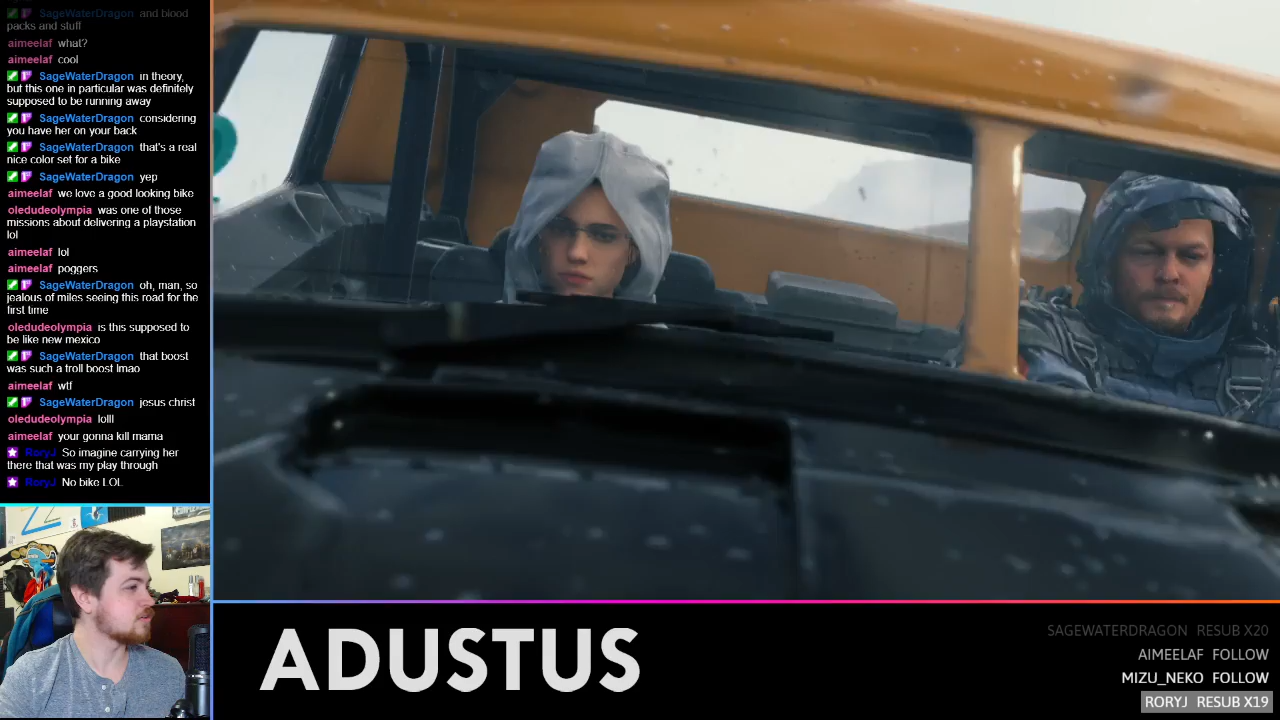 SageWaterDragon and blood
packs and stuff
aimeelaf what?
aimeelaf cool
SageWaterDragon in theory,
but this one in particular was definitely
supposed to be running away
SageWaterDragon considering
you have her on your back
SageWaterDragon that's a real
nice color set for a bike
SageWaterDragon yep
aimeelaf we love a good looking bike
oledudeolympia was one of those
missions about delivering a playstation
lol
aimeelaf lol
aimeelaf poggers
SageWaterDragon oh, man, so
jealous of miles seeing this road for the
first time
oledudeolympia is this supposed to
be like new mexico
SageWaterDragon that boost
was such a troll boost lmao
aimeelaf wtf
SageWaterDragon jesus christ
oledudeolympia lolll
aimeelaf your gonna kill mama
RoryJ So imagine carrying her
there that was my play through
RoryJ No bike LOL
ADUSTUS
SAGEWATERDRAGON RESUB X20
AIMEELAF FOLLOW
MIZU_NEKO FOLLOW
RORYJ RESUB X19